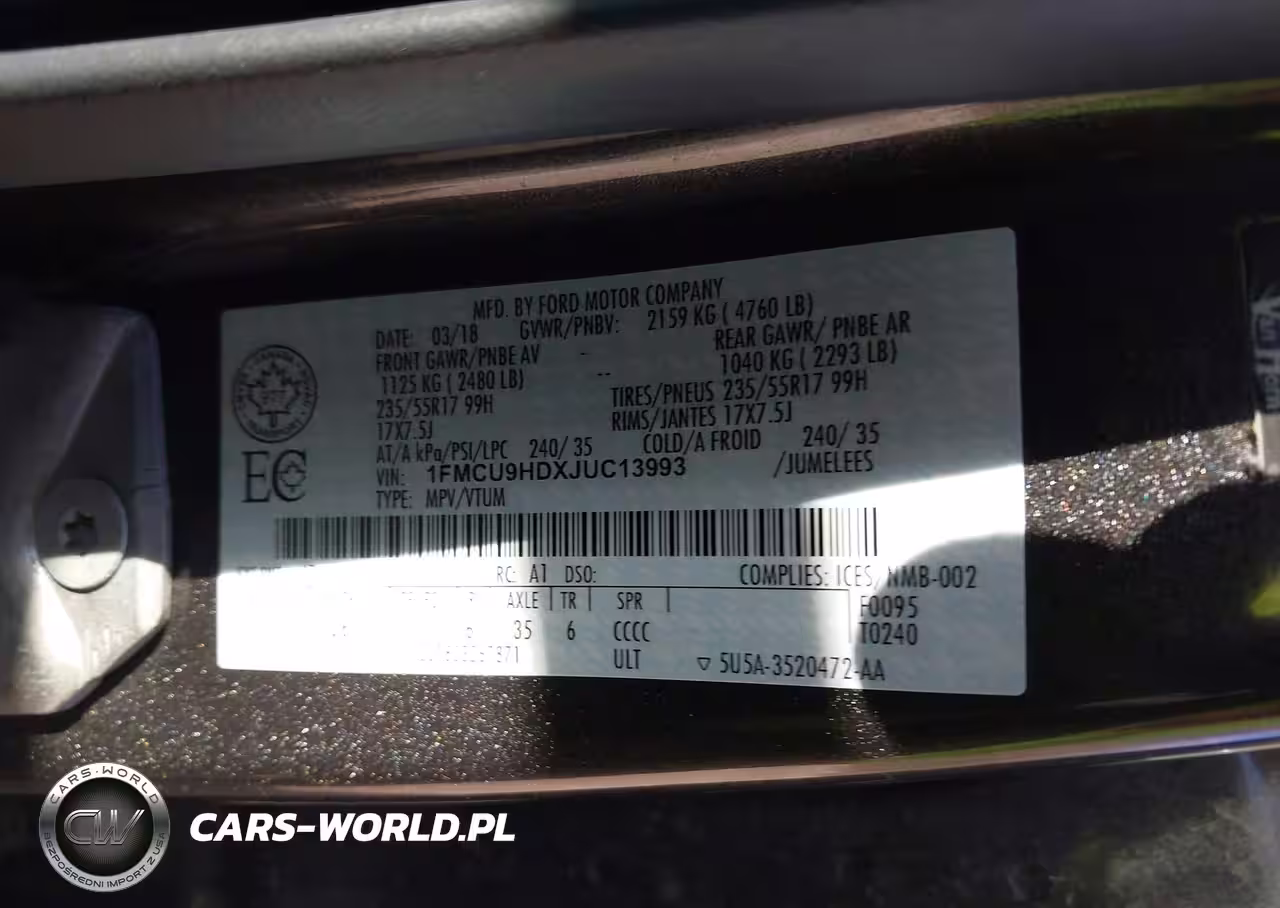 MFD. BY FORD MOTOR COMPANY
DATE: 03/18 GVWR/PNBV: 2159 KG ( 4760 LB)
FRONT GAWR/PNBE AV REAR GAWR/ PNBE AR
1125 KG ( 2480 LB) 1040 KG ( 2293 LB)
235/55R17 99H TIRES/PNEUS 235/55R17 99H
17X7.5J RIMS/JANTES 17X7.5J
AT/A kPa/PSI/LPC 240/ 35 COLD/A FROID 240/ 35
VIN: 1FMCU9HDXJUC13993 /JUMELEES
TYPE: MPV/VTUM
EC
RC: A1 DSO: COMPLIES: ICES/NMB-002
AXLE TR SPR F0095
35 6 CCCC T0240
ULT 5U5A-3520472-AA
CARS-WORLD
CW
BEZPOŚREDNI IMPORT Z USA
CARS-WORLD.PL